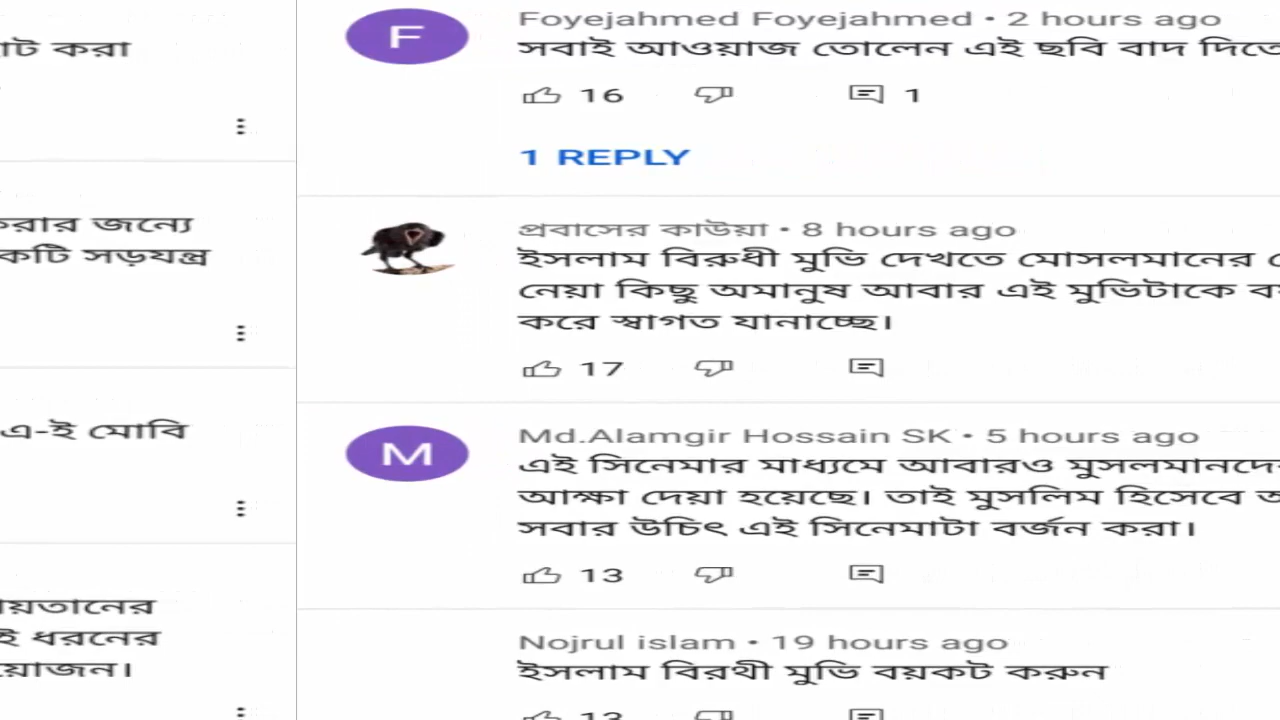 াট করা
করার জন্যে
কটি সড়যন্ত্র
এ-ই মোবি
ায়তানের
ই ধরনের
য়োজন।
F
Foyejahmed Foyejahmed • 2 hours ago
সবাই আওয়াজ তোলেন এই ছবি বাদ দিতে
16 1
1 REPLY
প্রবাসের কাউয়া • 8 hours ago
ইসলাম বিরুধী মুভি দেখতে মোসলমানের
নেয়া কিছু অমানুষ আবার এই মুভিটাকে
করে স্বাগত যানাচ্ছে।
17
M
Md.Alamgir Hossain SK • 5 hours ago
এই সিনেমার মাধ্যমে আবারও মুসলমানদের
আক্ষা দেয়া হয়েছে। তাই মুসলিম হিসেবে
সবার উচিৎ এই সিনেমাটা বর্জন করা।
13
Nojrul islam • 19 hours ago
ইসলাম বিরথী মুভি বয়কট করুন
13